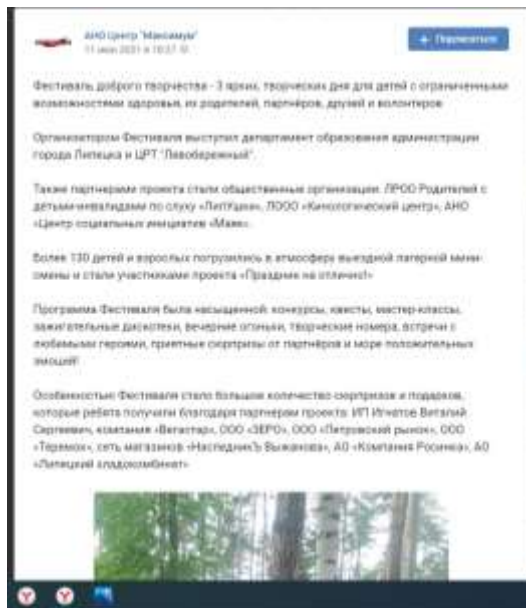 АНО Центр "Максимум"
11 июн 2021 в 10:37
Подписаться
Фестиваль доброго творчества - 3 ярких, творческих дня для детей с ограниченными
возможностями здоровья, их родителей, партнёров, друзей и волонтеров.
Организатором Фестиваля выступил департамент образования администрации
города Липецка и ЦРТ "Левобережный".
Также партнерами проекта стали общественные организации: ЛРОО Родителей с
детьми-инвалидами по слуху «ЛипУшки», ЛООО «Кинологический центр», АНО
«Центр социальных инициатив «Маяк».
Более 130 детей и взрослых погрузились в атмосферу выездной лагерной мини-
смены и стали участниками проекта «Праздник на отлично!»
Программа Фестиваля была насыщенной: конкурсы, квесты, мастер-классы,
зажигательные дискотеки, вечерние огоньки, творческие номера, встречи с
любимыми героями, приятные сюрпризы от партнёров и море положительных
эмоций!
Особенностью Фестиваля стало большое количество сюрпризов и подарков,
которые ребята получили благодаря партнерам проекта: ИП Игнатов Виталий
Сергеевич, компания «Вегастар», ООО «ЗЕРО», ООО «Петровский рынок», ООО
«Теремок», сеть магазинов «НаследникЪ Выжанова», АО «Компания Росинка», АО
«Липецкий хладокомбинат»